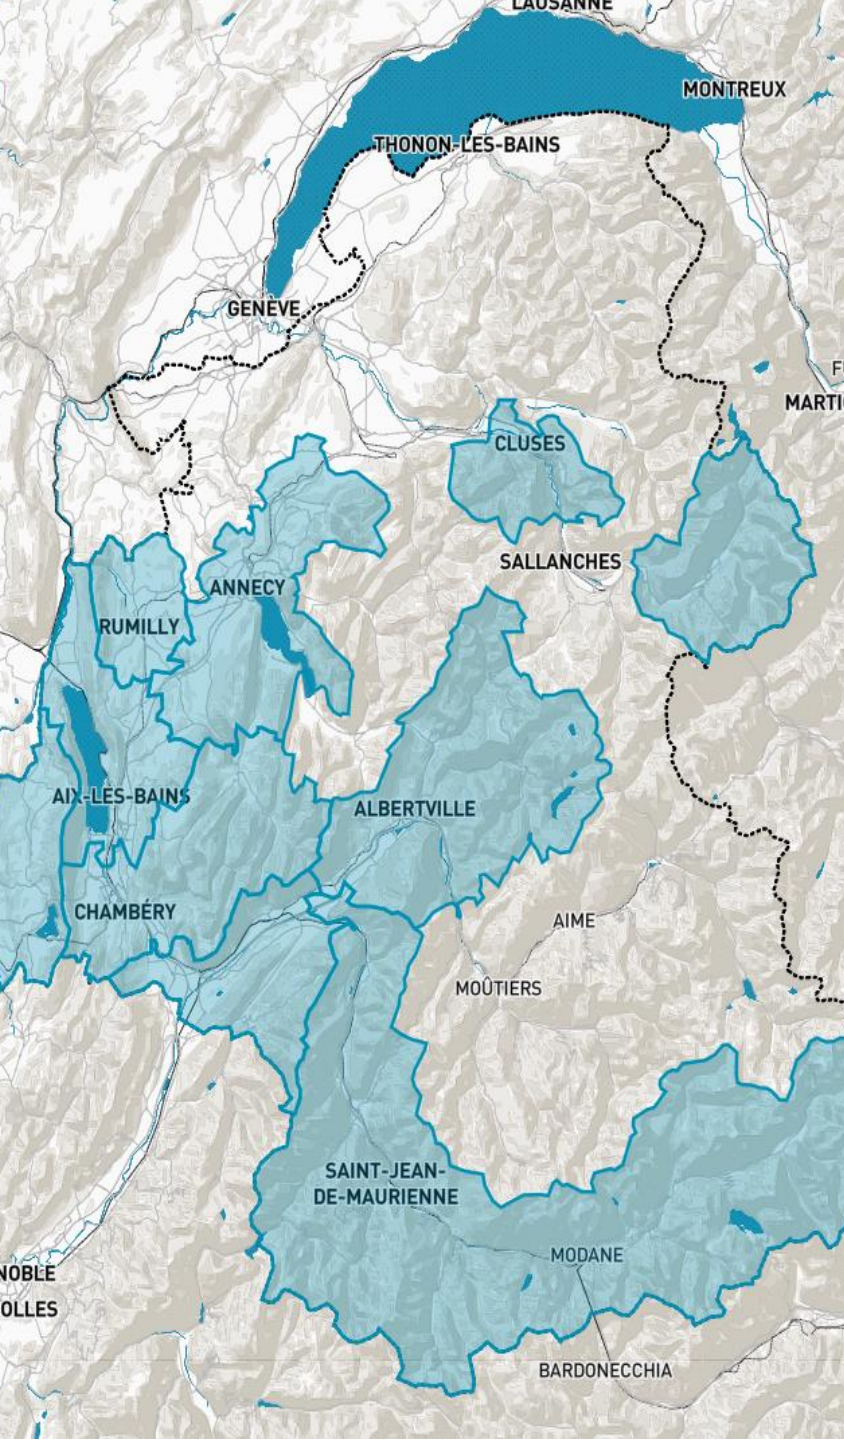 LAUSANNE
MONTREUX
THONON-LES-BAINS
GENÈVE
MARTI
CLUSES
SALLANCHES
ANNECY
RUMILLY
AIX-LES-BAINS
ALBERTVILLE
CHAMBÉRY
AIME
MOÛTIERS
SAINT-JEAN-
DE-MAURIENNE
MODANE
NOBLE
OLLES
BARDONECCHIA